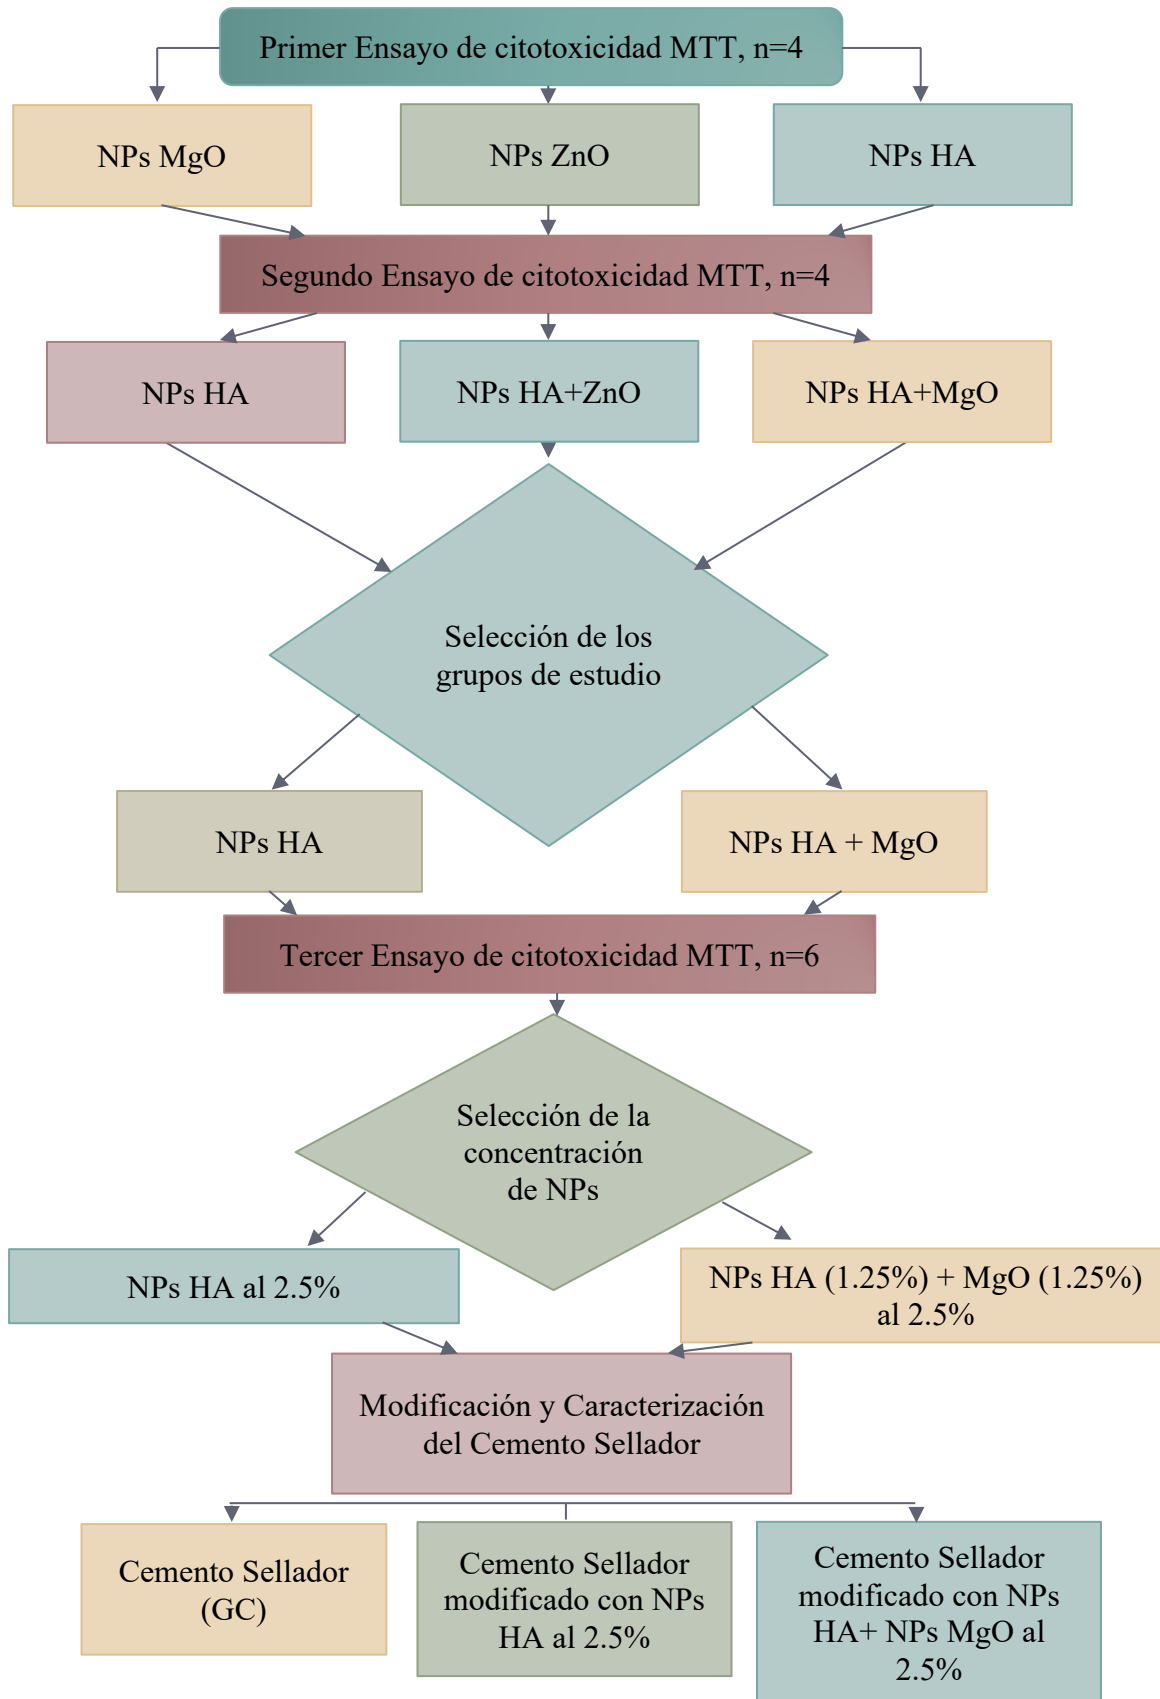 Primer Ensayo de citotoxicidad MTT, n=4
NPs MgO
NPs ZnO
NPs HA
Segundo Ensayo de citotoxicidad MTT, n=4
NPs HA
NPs HA+ZnO
NPs HA+MgO
Selección de los
grupos de estudio
NPs HA
NPs HA + MgO
Tercer Ensayo de citotoxicidad MTT, n=6
Selección de la
concentración
de NPs
NPs HA al 2.5%
NPs HA (1.25%) + MgO (1.25%)
al 2.5%
Modificación y Caracterización
del Cemento Sellador
Cemento Sellador
(GC)
Cemento Sellador
modificado con NPs
HA al 2.5%
Cemento Sellador
modificado con NPs
HA+ NPs MgO al
2.5%